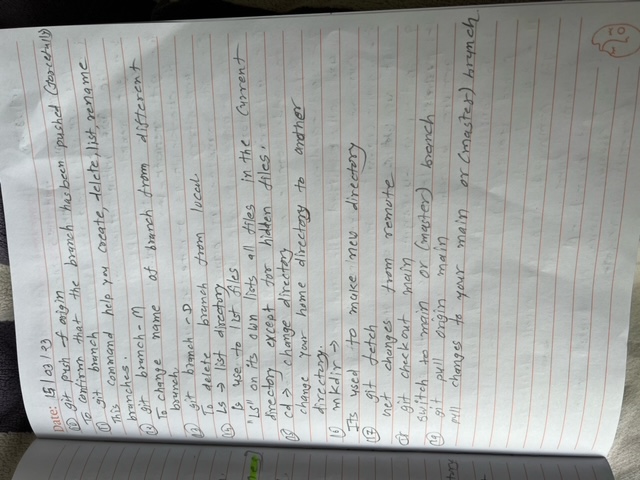 Date: 15/03/23
⑩ git push -f origin
To confirm that the branch has been pushed (forcefully)
⑪ git branch
This command help you create, delete, list, rename
branches.
⑫ git branch -M
To change name of branch from different
branch
⑬ git branch -D
To delete branch from local.
⑭ Ls → list directory
is use to list files
"Ls" on its own lists all files in the current
directory except for hidden files.
⑮ cd → change directory
change your home directory to another
directory.
⑯ mkdir →
Its used to make new directory
⑰ git fetch
changes from remote
⑱ git checkout main
switch to main or (master) branch
⑲ git pull origin main
pull changes to your main or (master) brynch